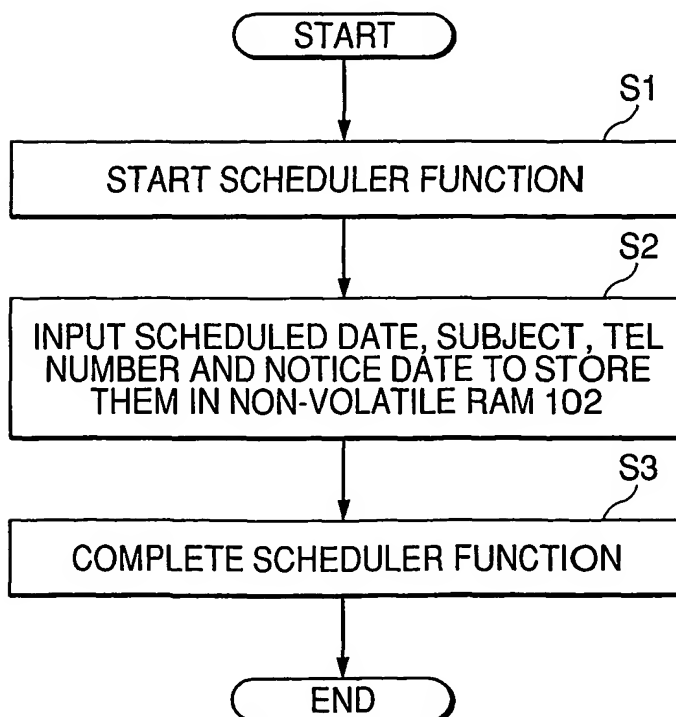 START
S1
START SCHEDULER FUNCTION
S2
INPUT SCHEDULED DATE, SUBJECT, TEL
NUMBER AND NOTICE DATE TO STORE
THEM IN NON-VOLATILE RAM 102
S3
COMPLETE SCHEDULER FUNCTION
END